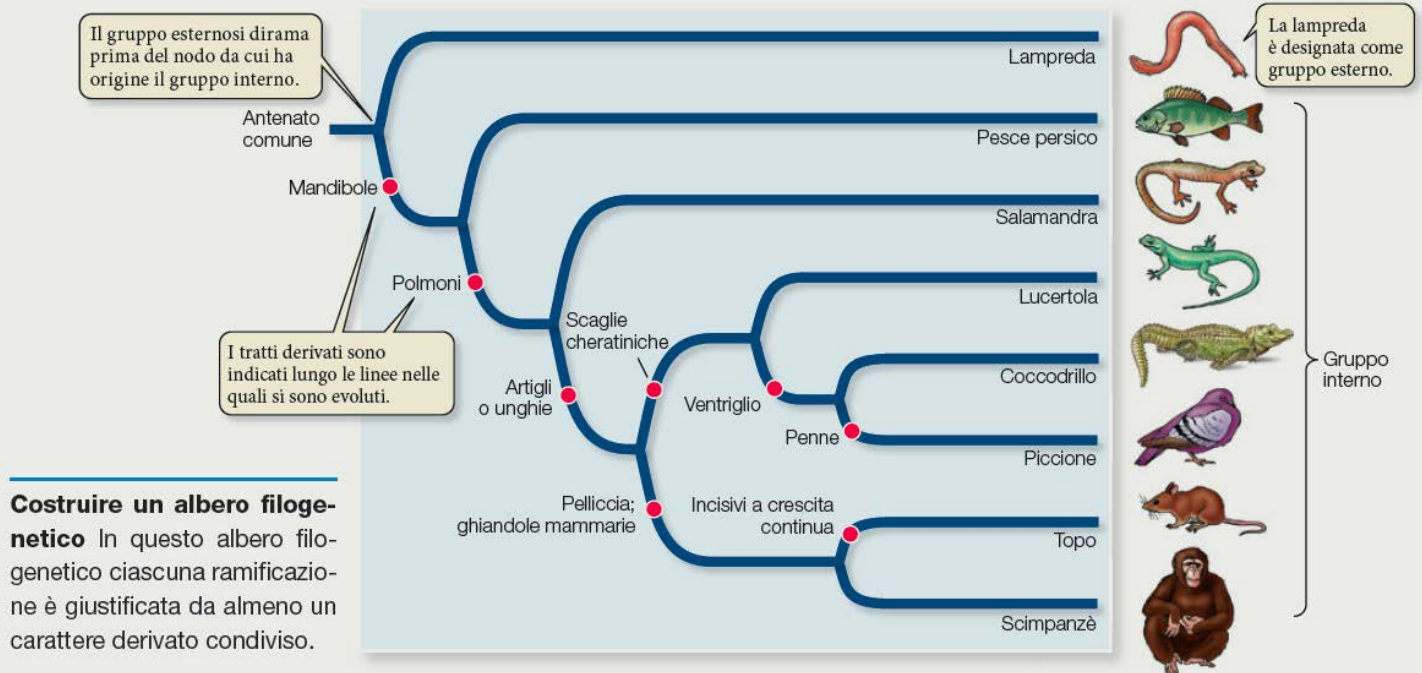 Il gruppo esternosi dirama
prima del nodo da cui ha
origine il gruppo interno.
La lampreda
è designata come
gruppo esterno.
Lampreda
Antenato
comune
Pesce persico
Mandibole
Salamandra
Polmoni
Lucertola
Scaglie
cheratiniche
I tratti derivati sono
indicati lungo le linee nelle
quali si sono evoluti.
Artigli
o unghie
Ventriglio
Coccodrillo
Gruppo
interno
Penne
Piccione
Pelliccia;
ghiandole mammarie
Incisivi a crescita
continua
Topo
Scimpanzè
Costruire un albero filoge-
netico In questo albero filo-
genetico ciascuna ramificazio-
ne è giustificata da almeno un
carattere derivato condiviso.